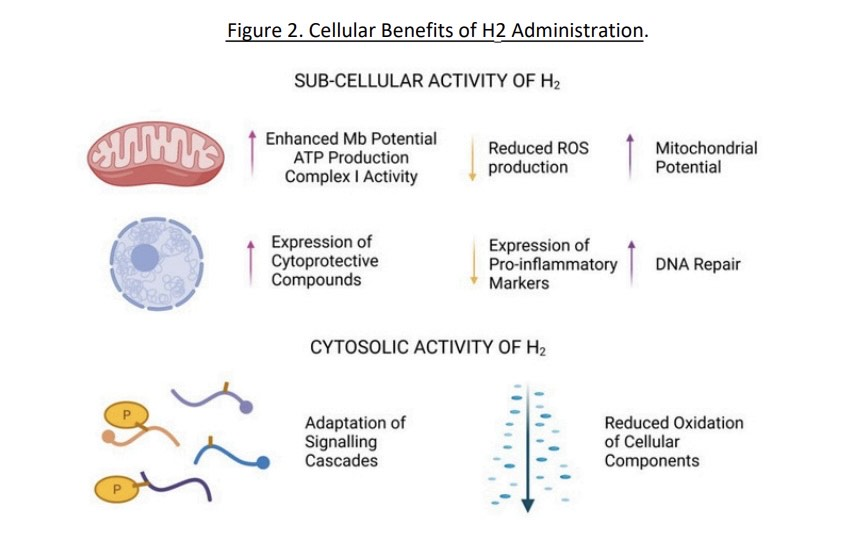 Figure 2. Cellular Benefits of H2 Administration.
SUB-CELLULAR ACTIVITY OF H₂
Enhanced Mb Potential
ATP Production
Complex I Activity
Reduced ROS
production
Mitochondrial
Potential
Expression of
Cytoprotective
Compounds
Expression of
Pro-inflammatory
Markers
DNA Repair
CYTOSOLIC ACTIVITY OF H₂
P
P
Adaptation of
Signalling
Cascades
Reduced Oxidation
of Cellular
Components